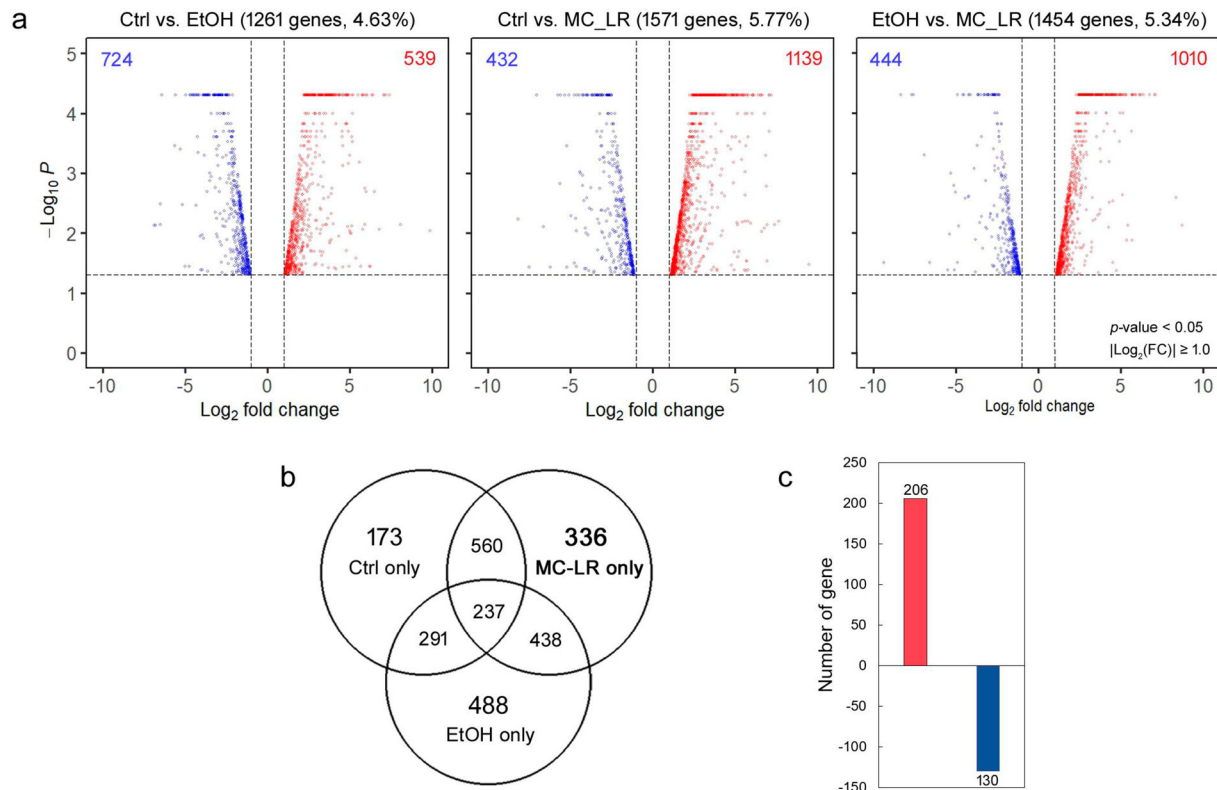 a
Ctrl vs. EtOH (1261 genes, 4.63%)
Ctrl vs. MC_LR (1571 genes, 5.77%)
EtOH vs. MC_LR (1454 genes, 5.34%)
724
539
432
1139
444
1010
5
4
3
2
1
0
−Log10 P
p-value < 0.05
|Log2(FC)| ≥ 1.0
-10 -5 0 5 10
-10 -5 0 5 10
-10 -5 0 5 10
Log2 fold change
Log2 fold change
Log2 fold change
b
173
Ctrl only
560
336
MC-LR only
237
291
438
488
EtOH only
c
Number of gene
250
200
150
100
50
0
-50
-100
-150
206
130